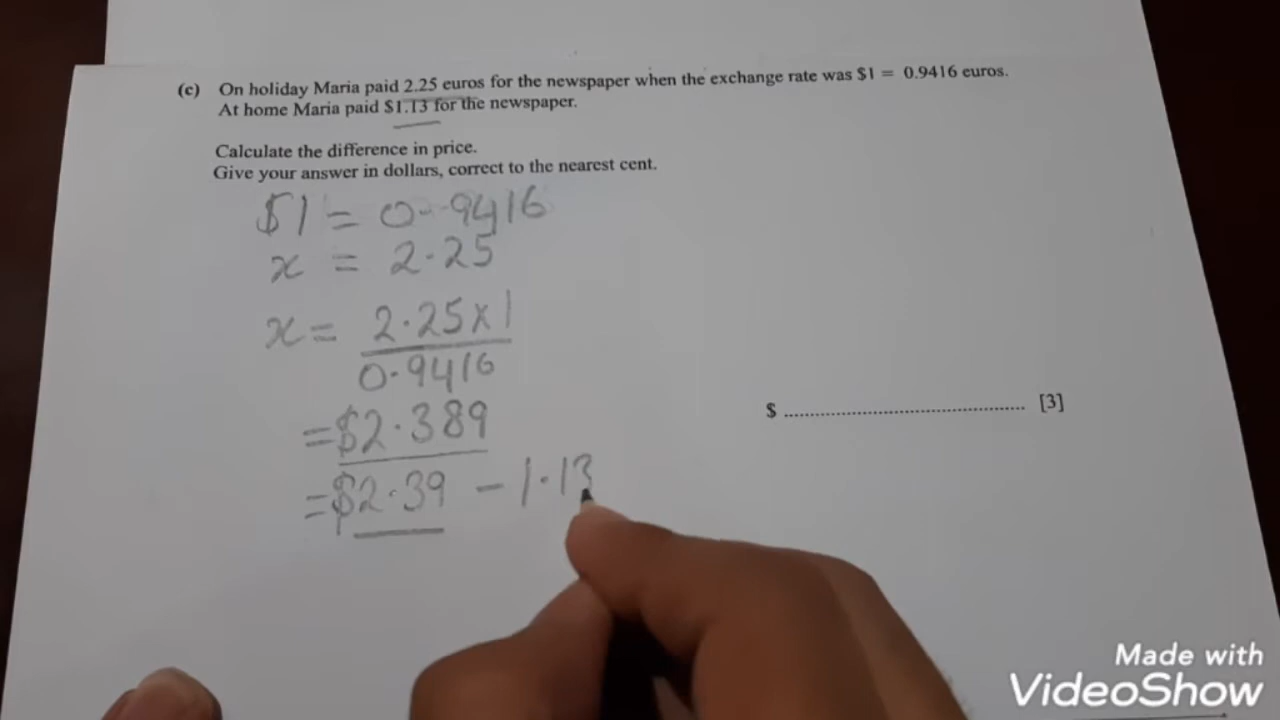 (c) On holiday Maria paid 2.25 euros for the newspaper when the exchange rate was $1 = 0.9416 euros.
At home Maria paid $1.13 for the newspaper.
Calculate the difference in price.
Give your answer in dollars, correct to the nearest cent.
$1 = 0.9416
x = 2.25
x = 2.25x1
0.9416
= $2.389
$ ............................................ [3]
= $2.39 - 1.13
Made with
VideoShow